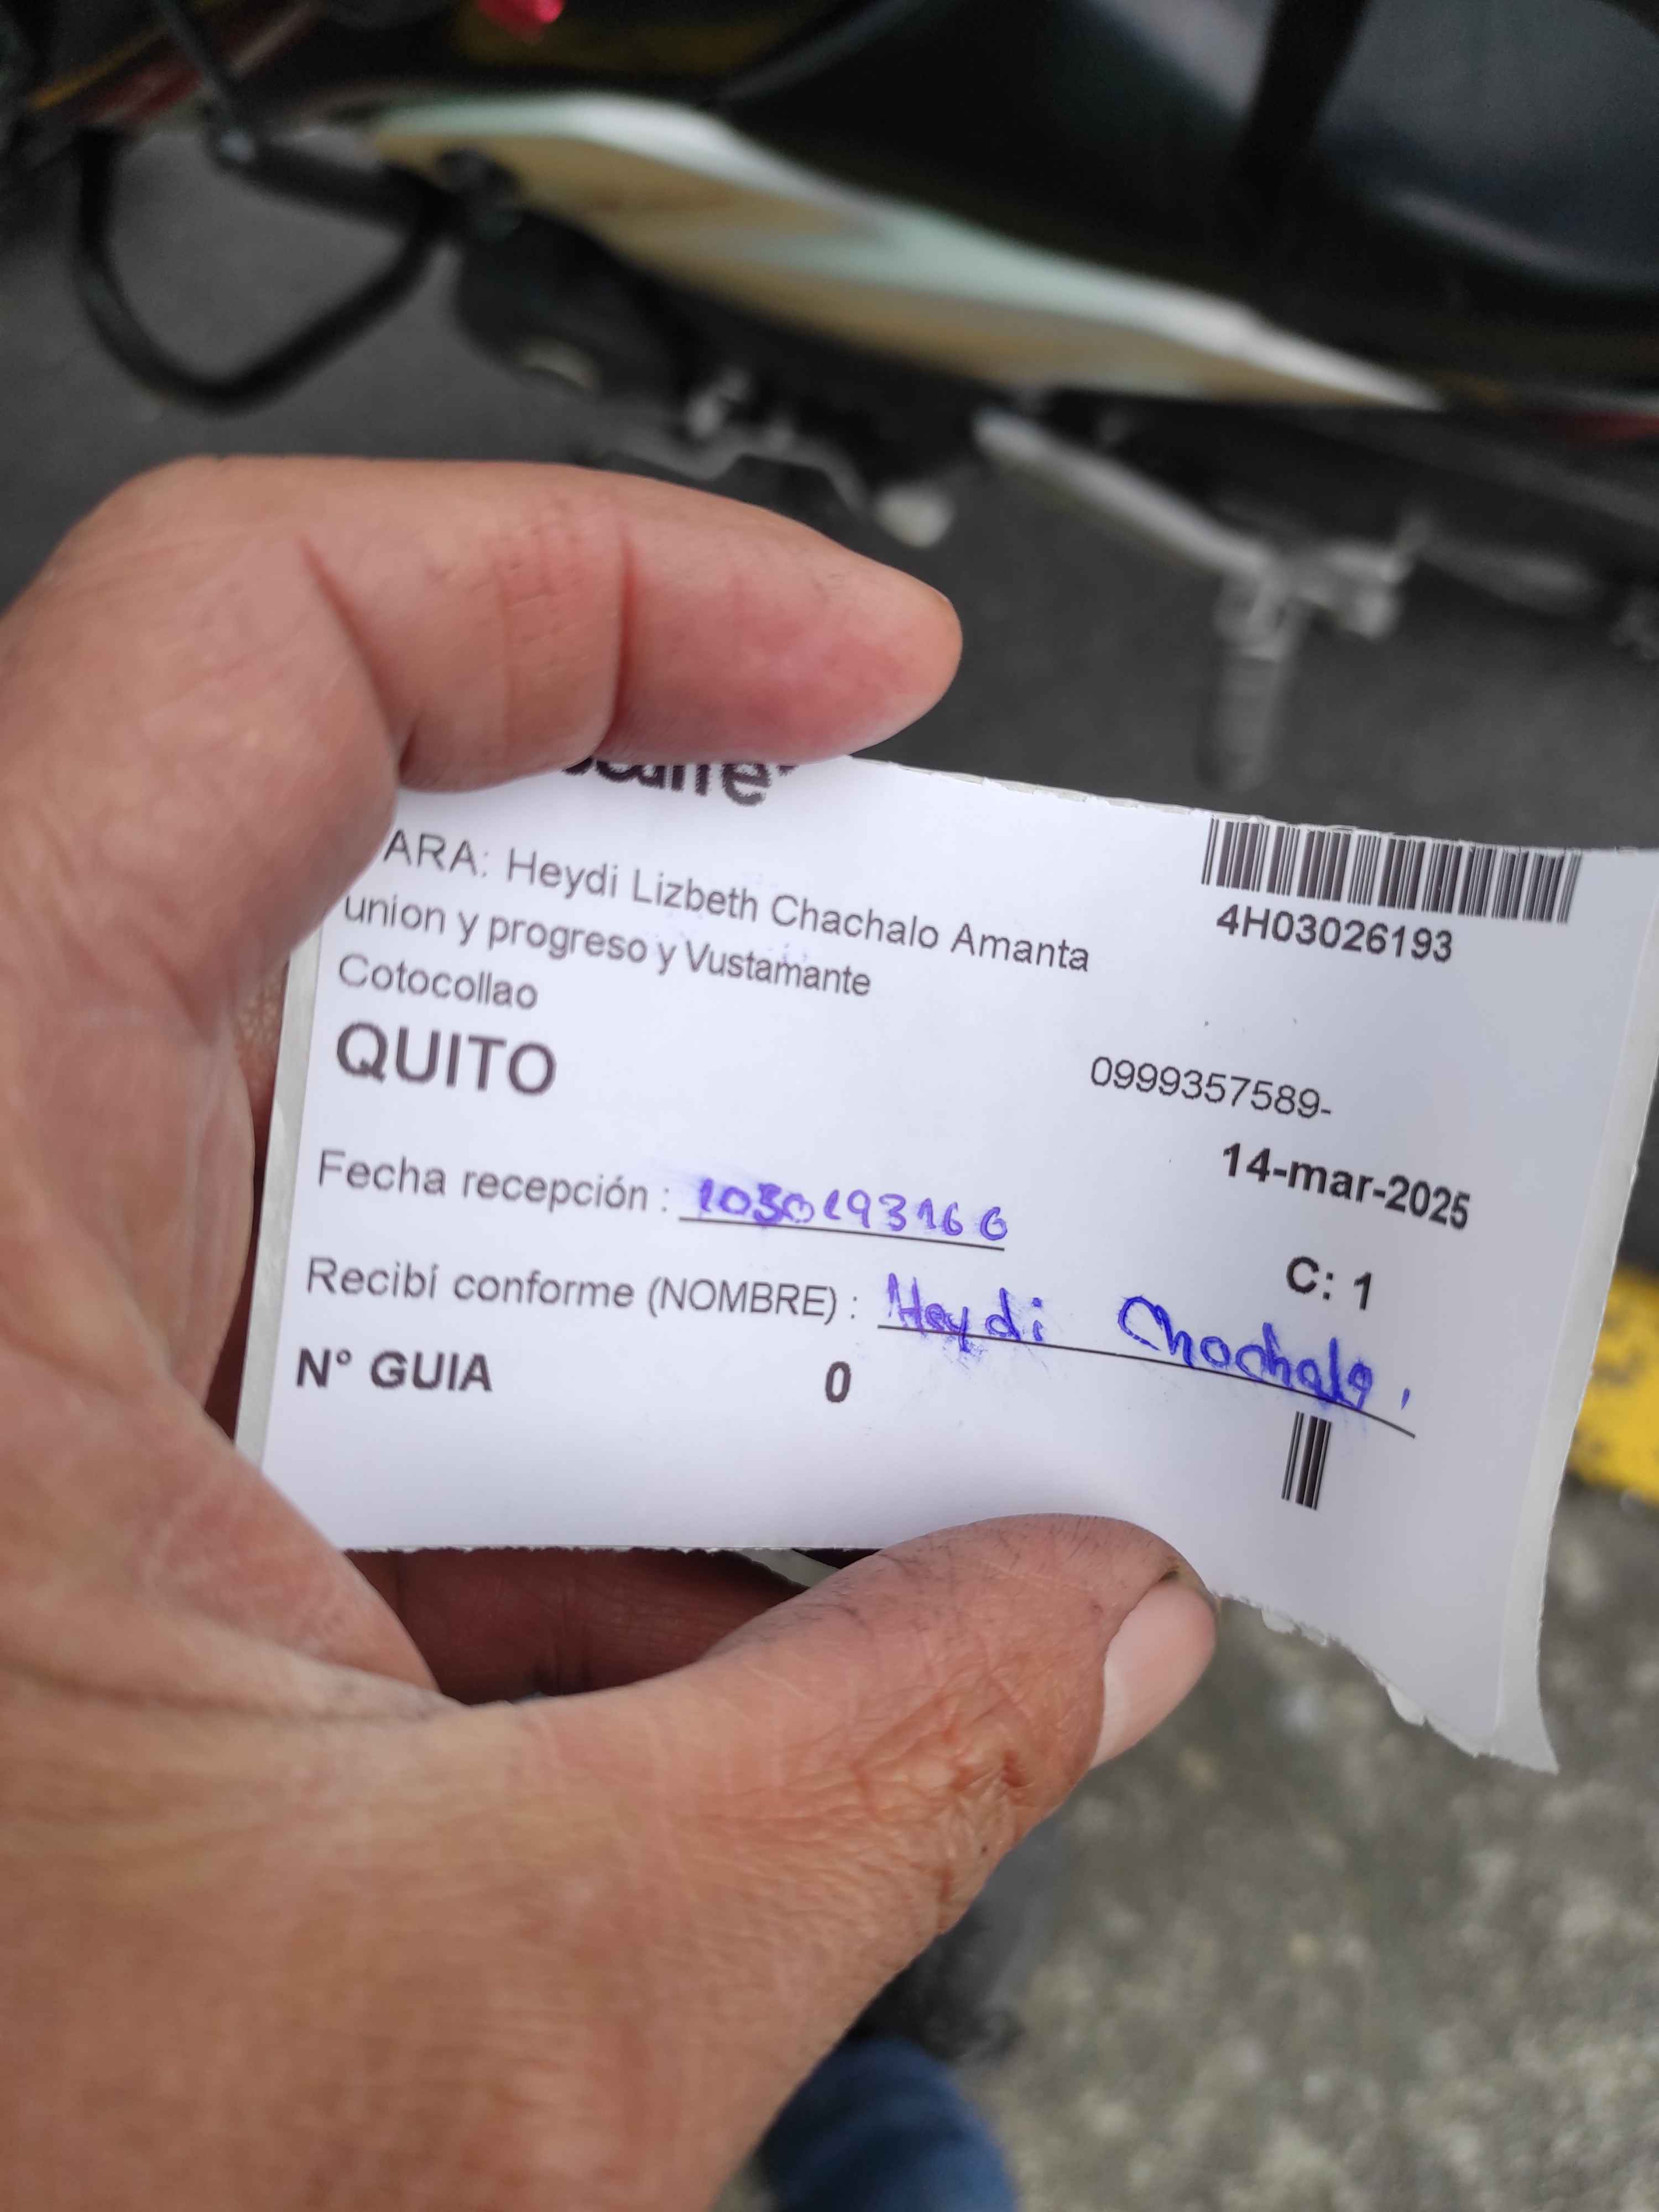 ARA: Heydi Lizbeth Chachalo Amanta
4H03026193
union y progreso y Vustamante
Cotocollao
QUITO
0999357589-
14-mar-2025
Fecha recepción : 1050193166
C: 1
Recibí conforme (NOMBRE) : Heydi Chachalo.
N° GUIA 0